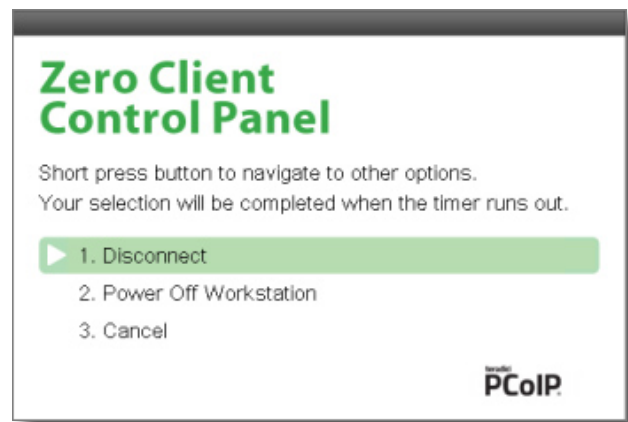 Zero Client
Control Panel
Short press button to navigate to other options.
Your selection will be completed when the timer runs out.
1. Disconnect
2. Power Off Workstation
3. Cancel
teradici
PCoIP